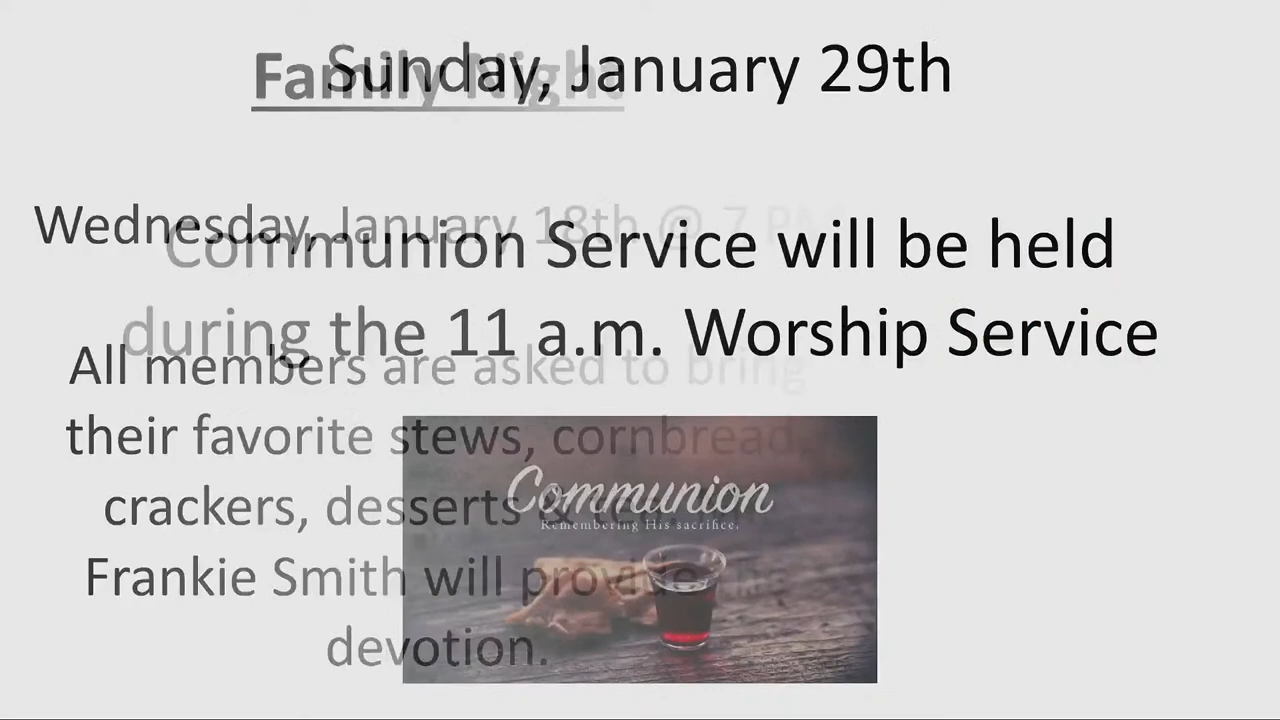 Family Night
Wednesday, January 18th @ 7 PM
All members are asked to bring
their favorite stews, cornbread,
crackers, desserts & tea.
Frankie Smith will provide the
devotion.
Sunday, January 29th
Communion Service will be held
during the 11 a.m. Worship Service
Communion
Remembering His sacrifice.